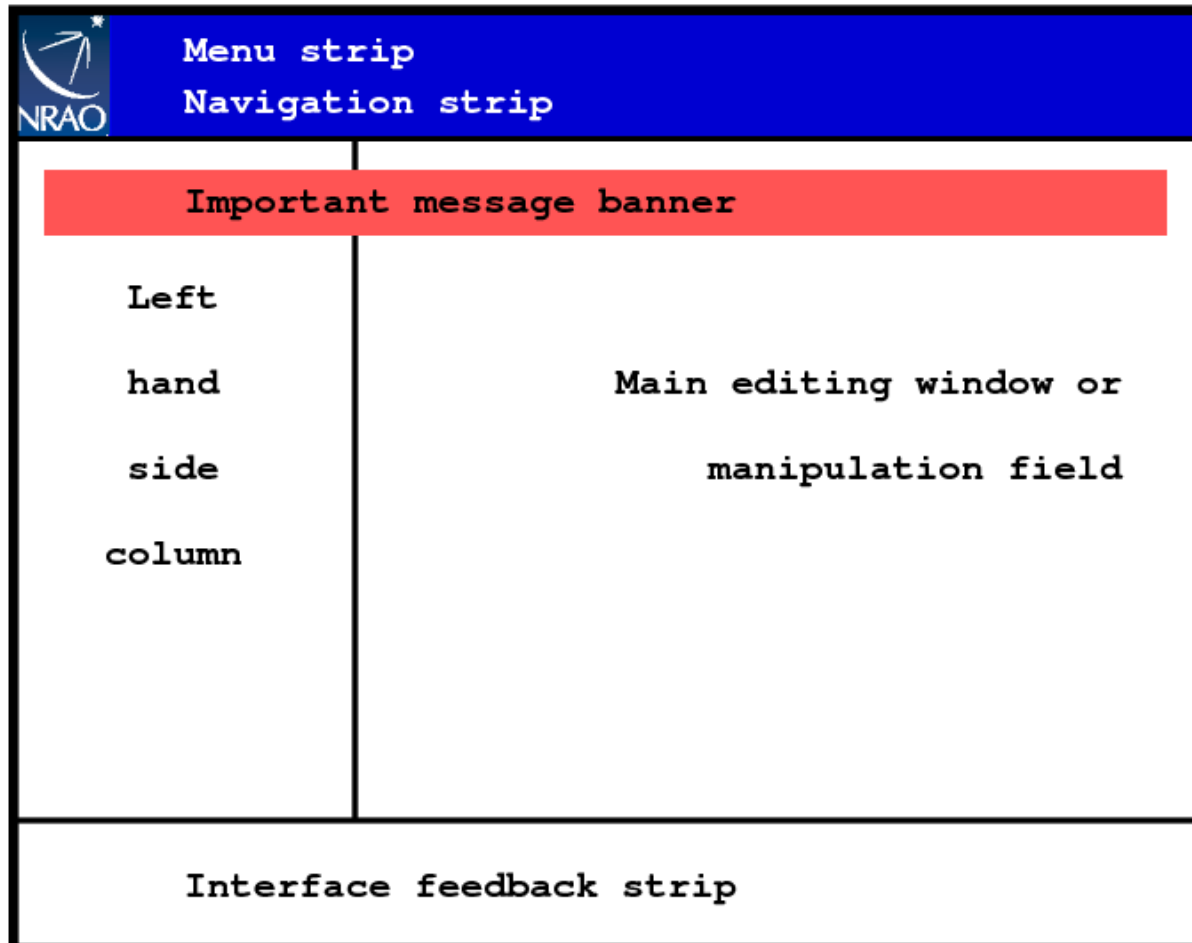 NRAO
Menu strip
Navigation strip
Important message banner
Left
hand
side
column
Main editing window or
manipulation field
Interface feedback strip